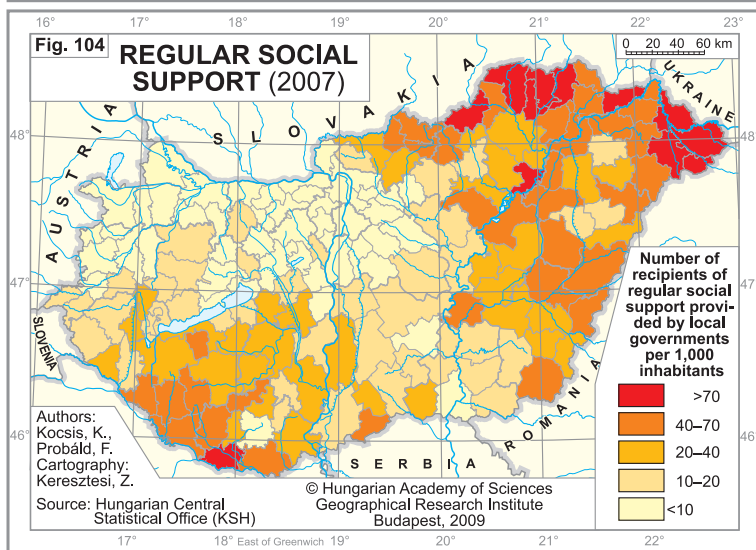 16° 17° 18° 19° 20° 21° 22° 23°
Fig. 104
REGULAR SOCIAL
SUPPORT (2007)
0 20 40 60 km
UKRAINE
SLOVAKIA
AUSTRIA
48° 48°
47° 47°
SLOVENIA
Number of
recipients of
regular social
support provi-
ded by local
governments
per 1,000
inhabitants
>70
40–70
20–40
10–20
<10
ROMANIA
SERBIA
46° 46°
Authors:
Kocsis, K.,
Probáld, F.
Cartography:
Keresztesi, Z.
Source: Hungarian Central
Statistical Office (KSH)
© Hungarian Academy of Sciences
Geographical Research Institute
Budapest, 2009
17° 18° East of Greenwich 19° 20° 21° 22°